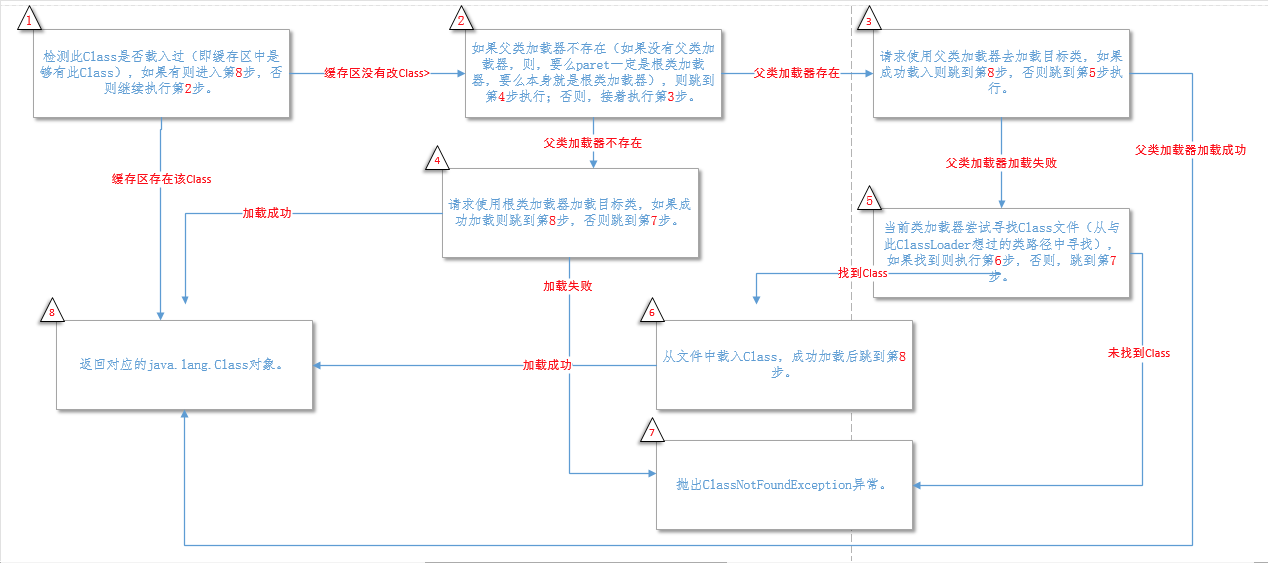 1
检测此Class是否载入过（即缓存区中是
够有此Class），如果有则进入第8步，否
则继续执行第2步。
缓存区没有改Class>
2
如果父类加载器不存在（如果没有父类加
载器，则，要么paret一定是根类加载
器，要么本身就是根类加载器），则跳到
第4步执行；否则，接着执行第3步。
父类加载器存在
3
请求使用父类加载器去加载目标类，如果
成功载入则跳到第8步，否则跳到第5步执
行。
父类加载器不存在
父类加载器加载失败
父类加载器加载成功
缓存区存在该Class
4
请求使用根类加载器加载目标类，如果成
功加载则跳到第8步，否则跳到第7步。
加载成功
加载失败
5
当前类加载器尝试寻找Class文件（从与
此ClassLoader想过的类路径中寻找），
如果找到则执行第6步，否则，跳到第7
步。
找到Class
未找到Class
8
返回对应的java.lang.Class对象。
加载成功
6
从文件中载入Class，成功加载后跳到第8
步。
7
抛出ClassNotFoundException异常。